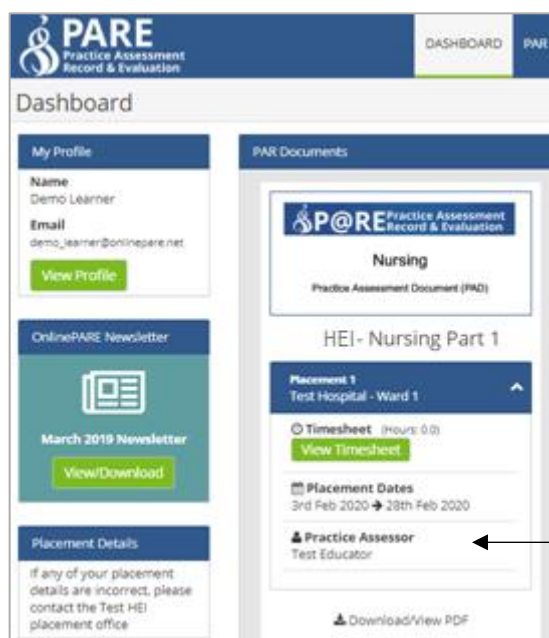 PARE
Practice Assessment
Record & Evaluation
DASHBOARD
PAR
Dashboard
My Profile
Name
Demo Learner
Email
demo_learner@onlinepare.net
View Profile
OnlinePARE Newsletter
March 2019 Newsletter
View/Download
Placement Details
If any of your placement
details are incorrect, please
contact the Test HEI
placement office
PAR Documents
P@RE Practice Assessment
Record & Evaluation
Nursing
Practice Assessment Document (PAD)
HEI- Nursing Part 1
Placement 1
Test Hospital - Ward 1
Timesheet (Hours: 0.0)
View Timesheet
Placement Dates
3rd Feb 2020 → 28th Feb 2020
Practice Assessor
Test Educator
Download/View PDF